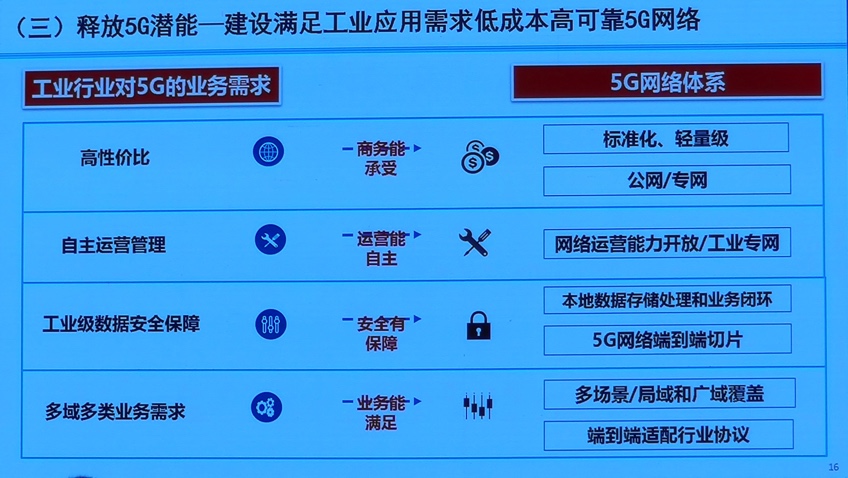 （三）释放5G潜能—建设满足工业应用需求低成本高可靠5G网络
工业行业对5G的业务需求
5G网络体系
高性价比
商务能
承受
标准化、轻量级
公网/专网
自主运营管理
运营能
自主
网络运营能力开放/工业专网
工业级数据安全保障
安全有
保障
本地数据存储处理和业务闭环
5G网络端到端切片
多域多类业务需求
业务能
满足
多场景/局域和广域覆盖
端到端适配行业协议
16